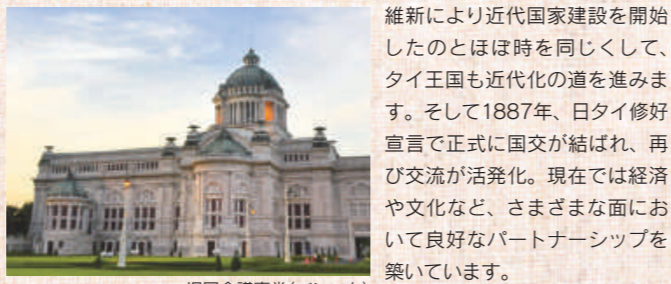 維新により近代国家建設を開始
したのとほぼ時を同じくして、
タイ王国も近代化の道を進みま
す。そして1887年、日タイ修好
宣言で正式に国交が結ばれ、再
び交流が活発化。現在では経済
や文化など、さまざまな面にお
いて良好なパートナーシップを
築いています。